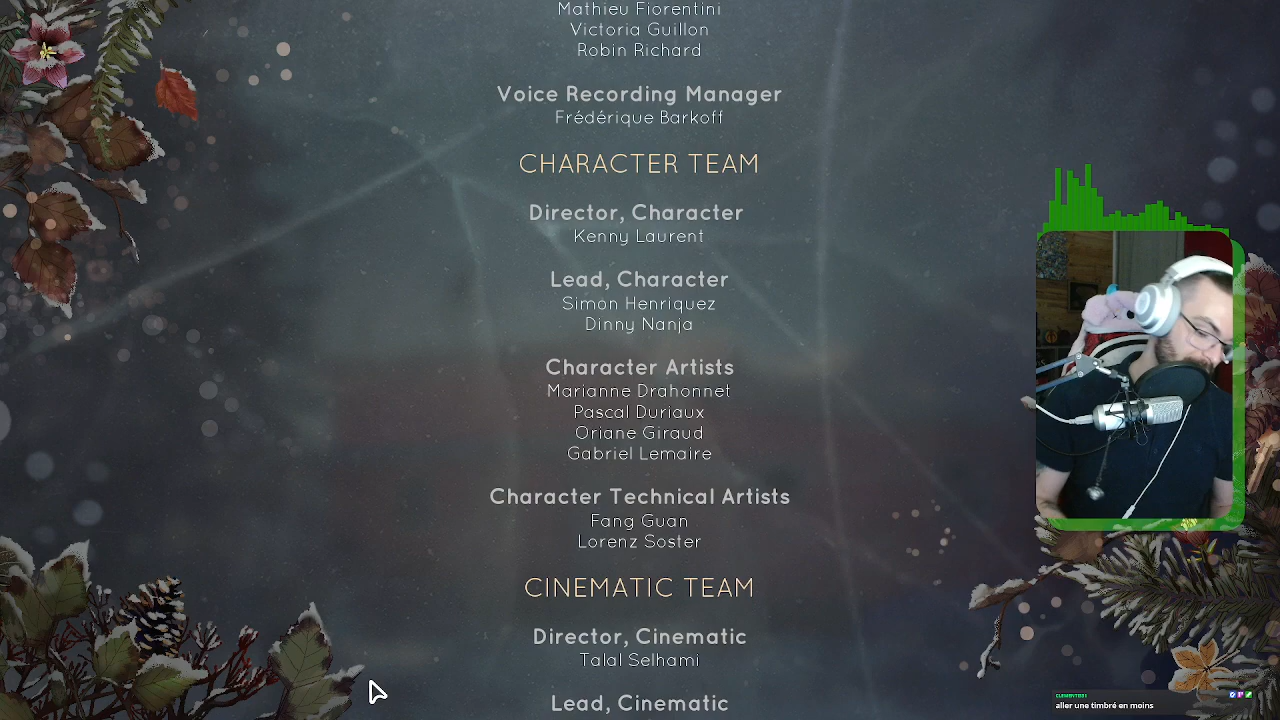 Mathieu Fiorentini
Victoria Guillon
Robin Richard
Voice Recording Manager
Frédérique Barkoff
CHARACTER TEAM
Director, Character
Kenny Laurent
Lead, Character
Simon Henriquez
Dinny Nanja
Character Artists
Marianne Drahonnet
Pascal Duriaux
Oriane Giraud
Gabriel Lemaire
Character Technical Artists
Fang Guan
Lorenz Soster
CINEMATIC TEAM
Director, Cinematic
Talal Selhami
Lead, Cinematic
aller une timbré en moins